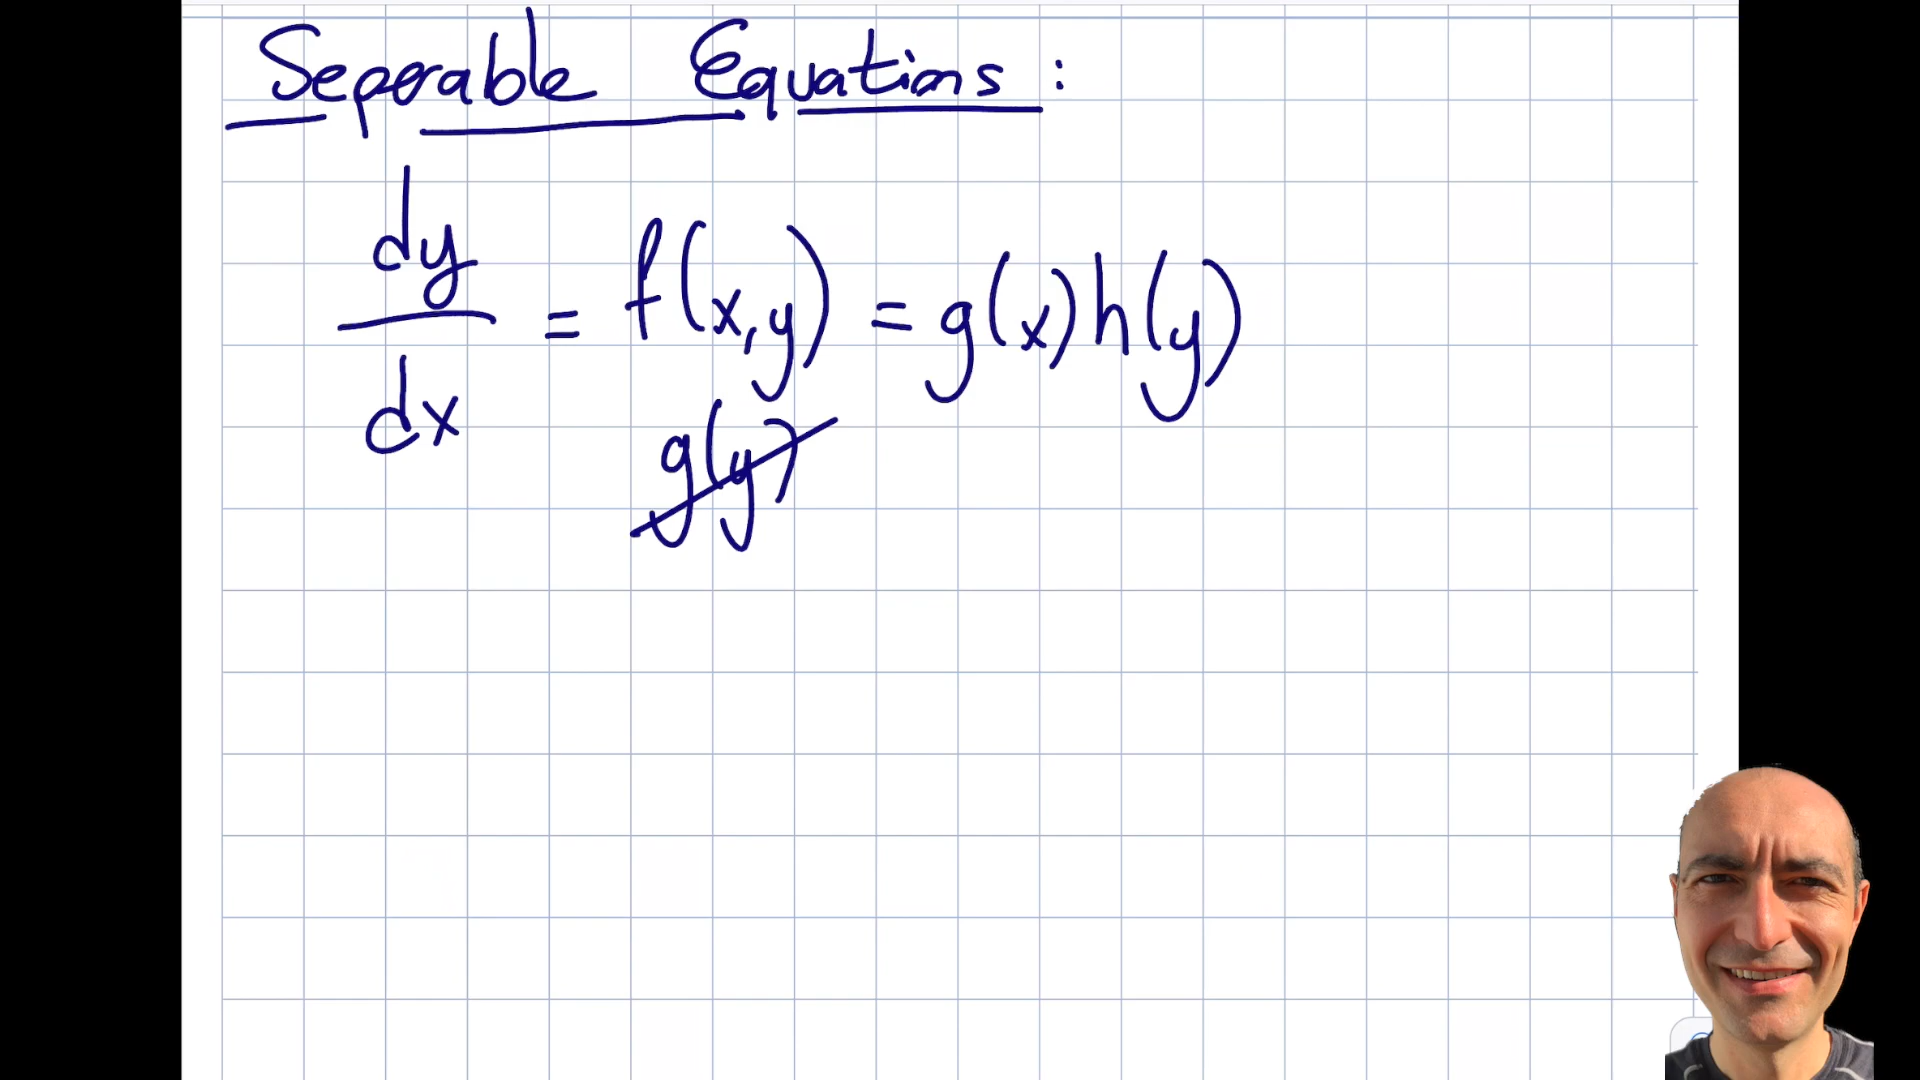 Seperable Equations :
dy/dx = f(x,y) = g(x)h(y)
g(y)